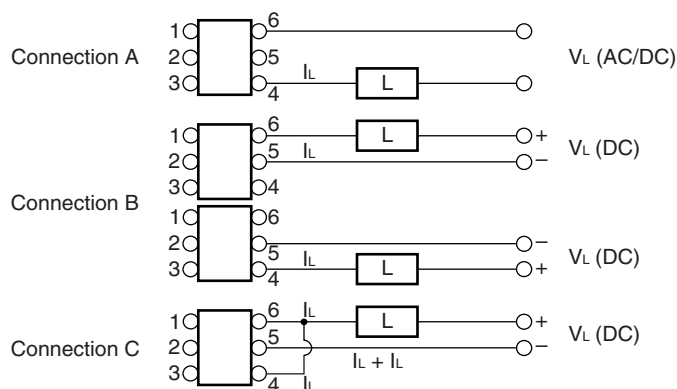 Connection A
1 6
2 5
3 4
IL
L
VL (AC/DC)
Connection B
1 6
2 5
3 4
L
IL
+
−
VL (DC)
1 6
2 5
3 4
IL
L
−
+
VL (DC)
Connection C
1 6
2 5
3 4
IL
L
+
−
VL (DC)
IL + IL
IL